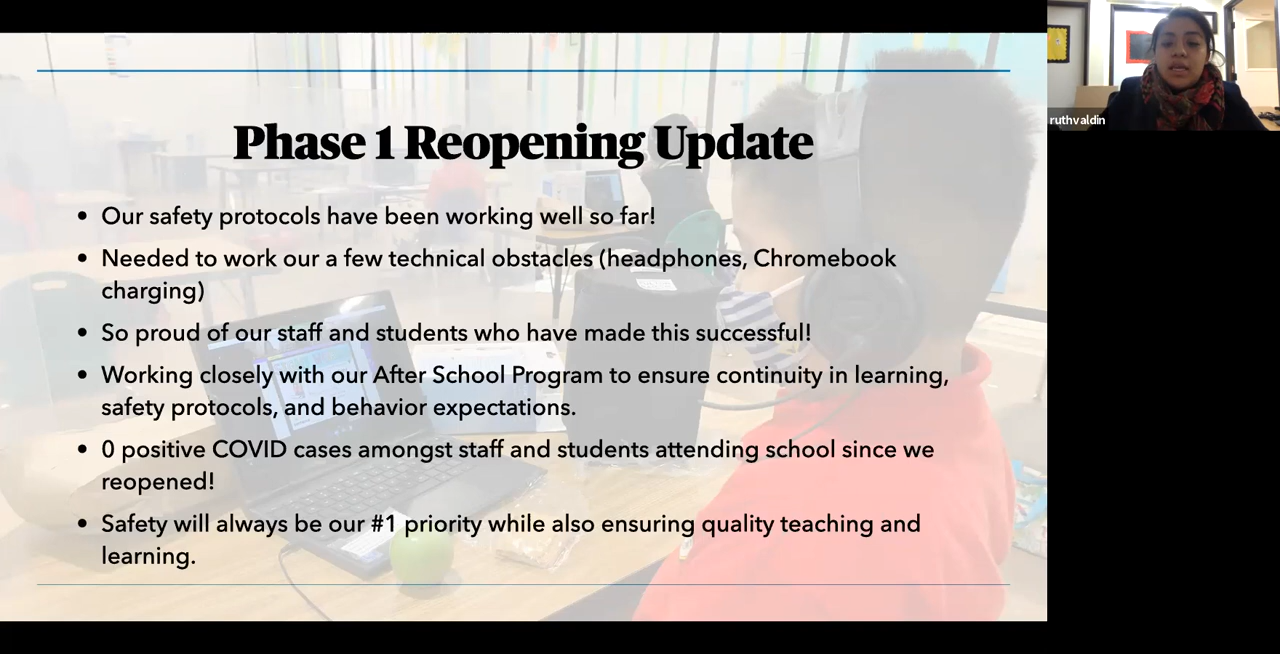 Phase 1 Reopening Update
• Our safety protocols have been working well so far!
• Needed to work our a few technical obstacles (headphones, Chromebook
charging)
• So proud of our staff and students who have made this successful!
• Working closely with our After School Program to ensure continuity in learning,
safety protocols, and behavior expectations.
• 0 positive COVID cases amongst staff and students attending school since we
reopened!
• Safety will always be our #1 priority while also ensuring quality teaching and
learning.
ruthvaldin